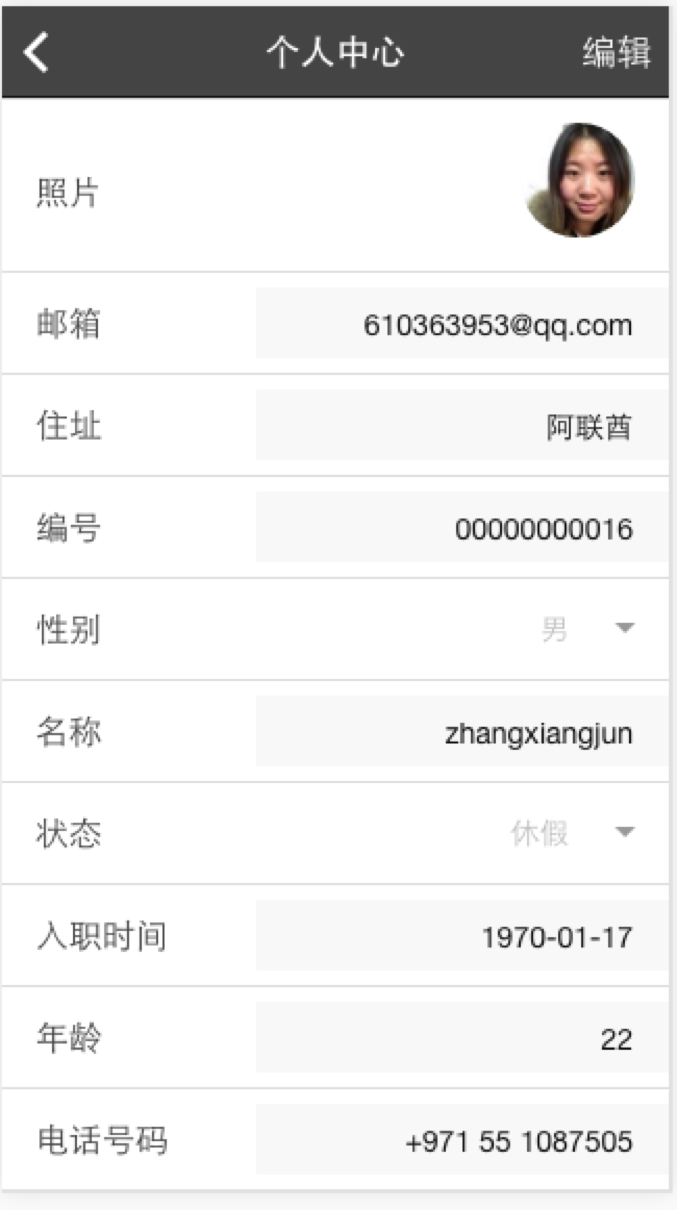 个人中心 编辑
照片
邮箱 610363953@qq.com
住址 阿联酋
编号 00000000016
性别 男
名称 zhangxiangjun
状态 休假
入职时间 1970-01-17
年龄 22
电话号码 +971 55 1087505